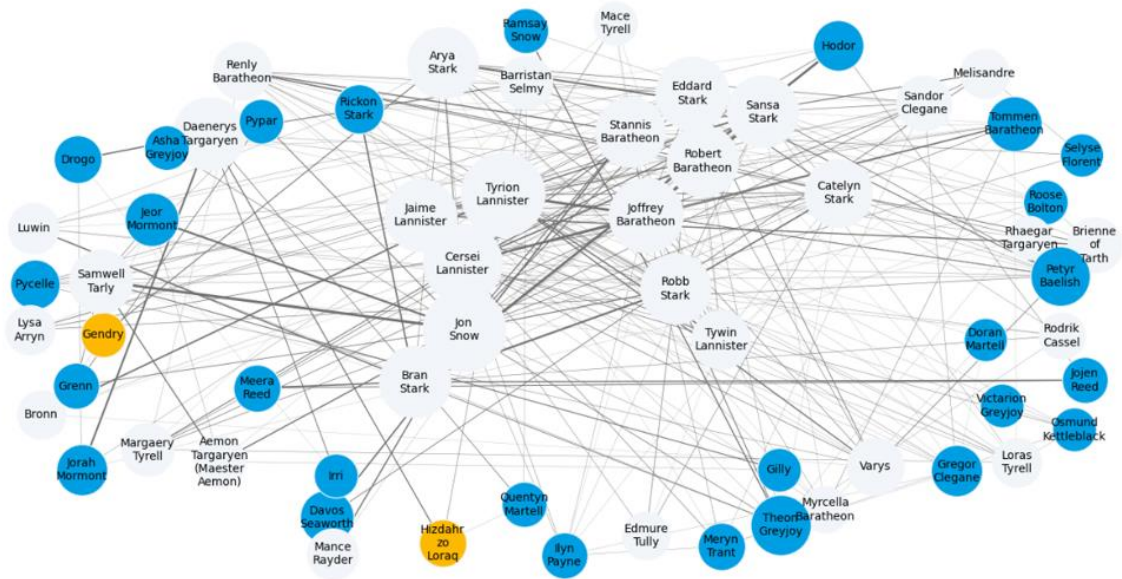 Ramsay
Snow
Mace
Tyrell
Arya
Stark
Hodor
Renly
Baratheon
Barristan
Selmy
Eddard
Stark
Melisandre
Sandor
Clegane
Sansa
Stark
Rickon
Stark
Pypar
Daenerys
Targaryen
Stannis
Baratheon
Tommen
Baratheon
Asha
Greyjoy
Drogo
Robert
Baratheon
Selyse
Florent
Tyrion
Lannister
Catelyn
Stark
Roose
Bolton
Jeor
Mormont
Jaime
Lannister
Joffrey
Baratheon
Luwin
Rhaegar
Targaryen
Brienne
of
Tarth
Cersei
Lannister
Samwell
Tarly
Pycelle
Robb
Stark
Petyr
Baelish
Lysa
Arryn
Gendry
Jon
Snow
Tywin
Lannister
Doran
Martell
Rodrik
Cassel
Bran
Stark
Grenn
Meera
Reed
Jojen
Reed
Victarion
Greyjoy
Bronn
Osmund
Kettleblack
Margaery
Tyrell
Aemon
Targaryen
(Maester
Aemon)
Jorah
Mormont
Irri
Gilly
Varys
Gregor
Clegane
Loras
Tyrell
Quentyn
Martell
Davos
Seaworth
Myrcella
Baratheon
Theon
Greyjoy
Edmure
Tully
Meryn
Trant
Hizdahr
zo
Loraq
Mance
Rayder
Ilyn
Payne